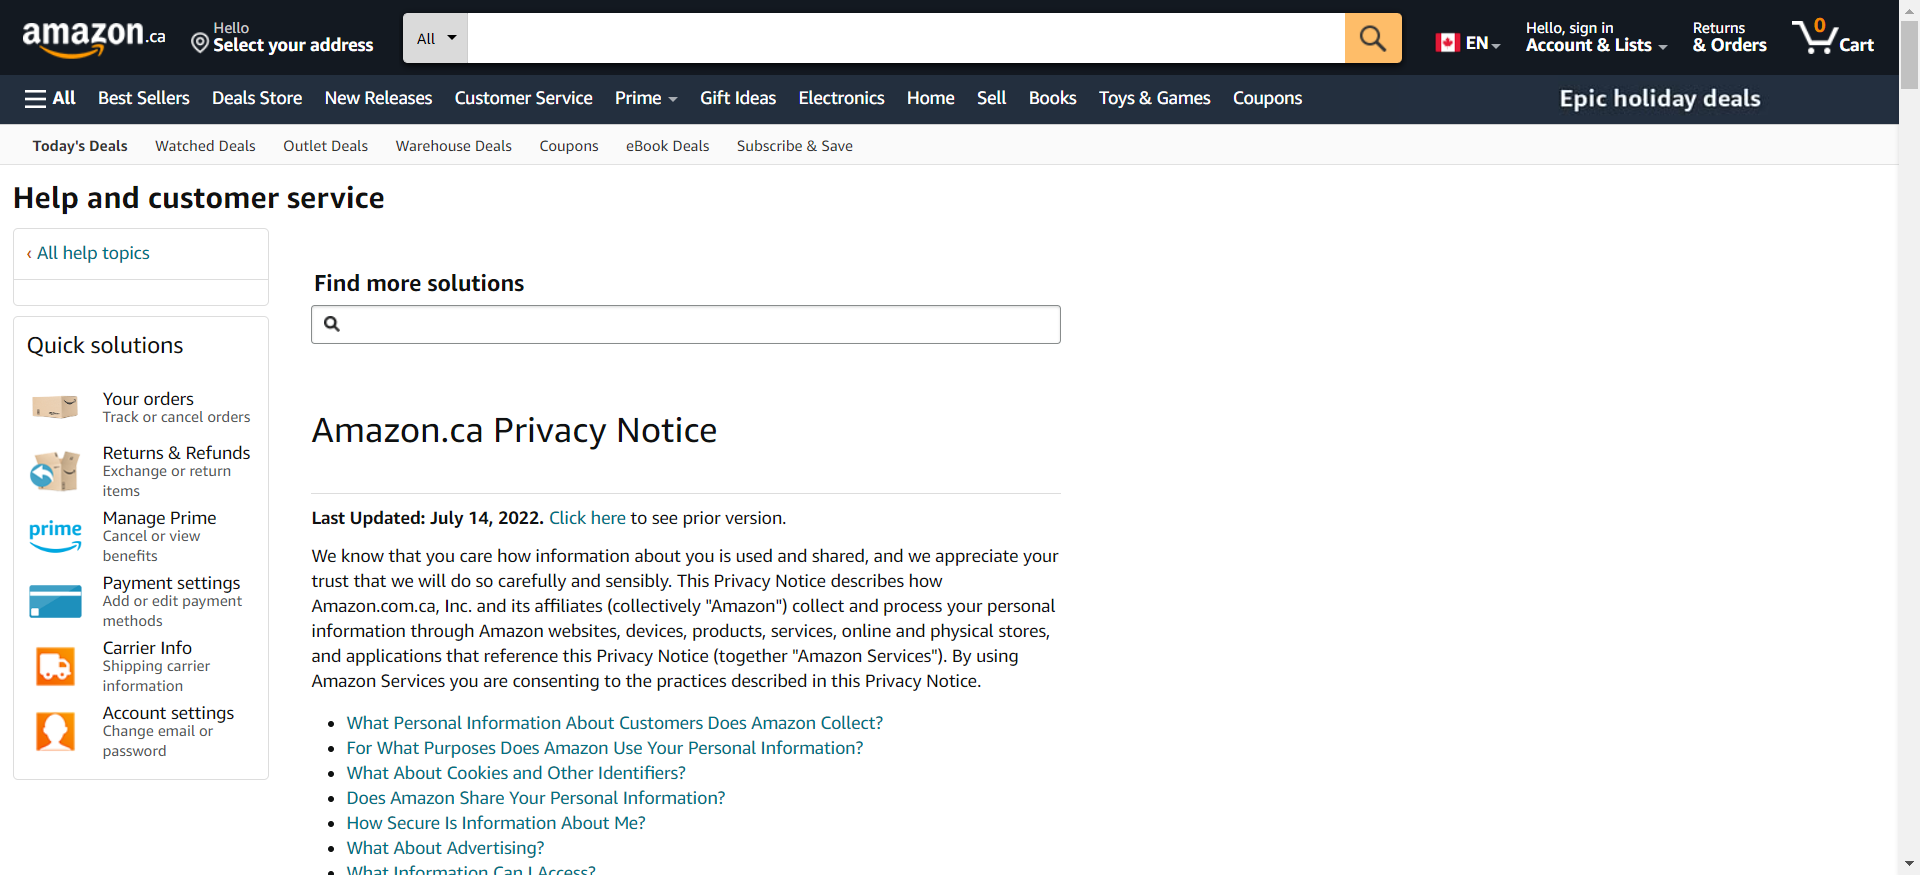 amazon.ca
Hello
Select your address
All
EN
Hello, sign in
Account & Lists
Returns
& Orders
0
Cart
All
Best Sellers
Deals Store
New Releases
Customer Service
Prime
Gift Ideas
Electronics
Home
Sell
Books
Toys & Games
Coupons
Epic holiday deals
Today's Deals
Watched Deals
Outlet Deals
Warehouse Deals
Coupons
eBook Deals
Subscribe & Save
Help and customer service
‹ All help topics
Quick solutions
Your orders
Track or cancel orders
Returns & Refunds
Exchange or return
items
prime
Manage Prime
Cancel or view
benefits
Payment settings
Add or edit payment
methods
Carrier Info
Shipping carrier
information
Account settings
Change email or
password
Find more solutions
Amazon.ca Privacy Notice
Last Updated: July 14, 2022. Click here to see prior version.
We know that you care how information about you is used and shared, and we appreciate your
trust that we will do so carefully and sensibly. This Privacy Notice describes how
Amazon.com.ca, Inc. and its affiliates (collectively "Amazon") collect and process your personal
information through Amazon websites, devices, products, services, online and physical stores,
and applications that reference this Privacy Notice (together "Amazon Services"). By using
Amazon Services you are consenting to the practices described in this Privacy Notice.
• What Personal Information About Customers Does Amazon Collect?
• For What Purposes Does Amazon Use Your Personal Information?
• What About Cookies and Other Identifiers?
• Does Amazon Share Your Personal Information?
• How Secure Is Information About Me?
• What About Advertising?
• What Information Can I Access?